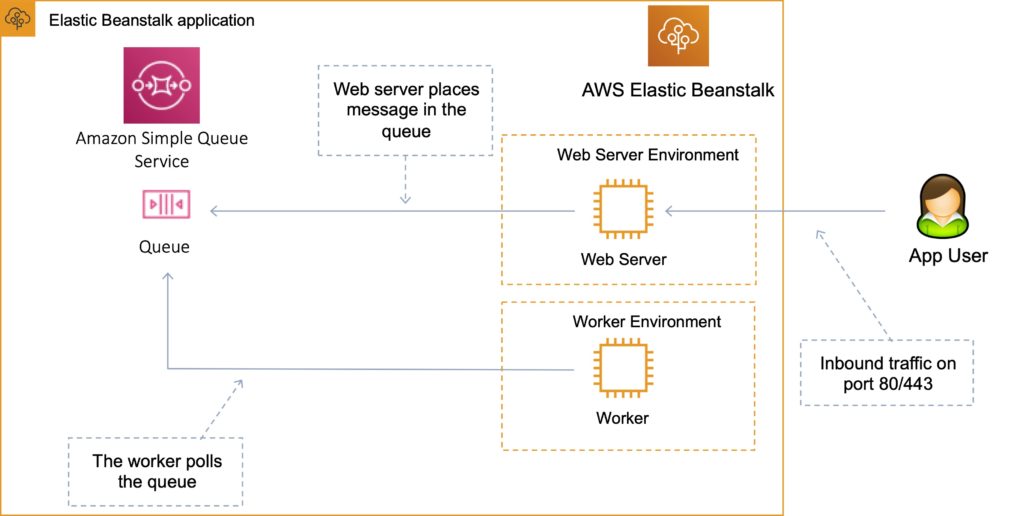 Elastic Beanstalk application
Amazon Simple Queue
Service
Queue
Web server places
message in the
queue
AWS Elastic Beanstalk
Web Server Environment
Web Server
App User
Inbound traffic on
port 80/443
Worker Environment
Worker
The worker polls
the queue